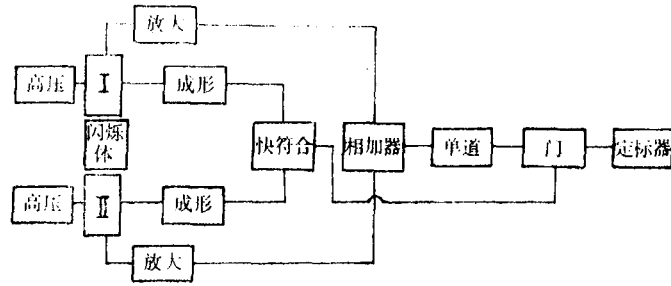 放大
高压
I
成形
闪烁
体
快符合
相加器
单道
门
定标器
高压
II
成形
放大